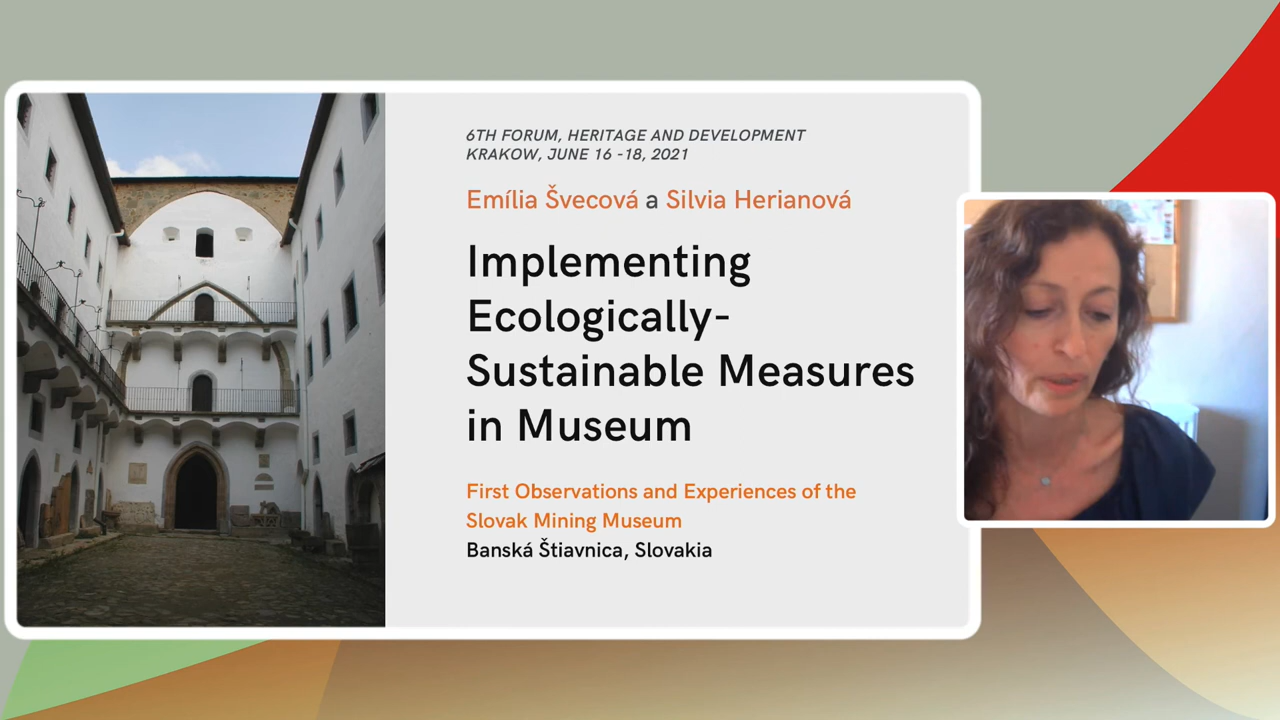 6TH FORUM, HERITAGE AND DEVELOPMENT
KRAKOW, JUNE 16 -18, 2021
Emília Švecová a Silvia Herianová
Implementing
Ecologically-
Sustainable Measures
in Museum
First Observations and Experiences of the
Slovak Mining Museum
Banská Štiavnica, Slovakia